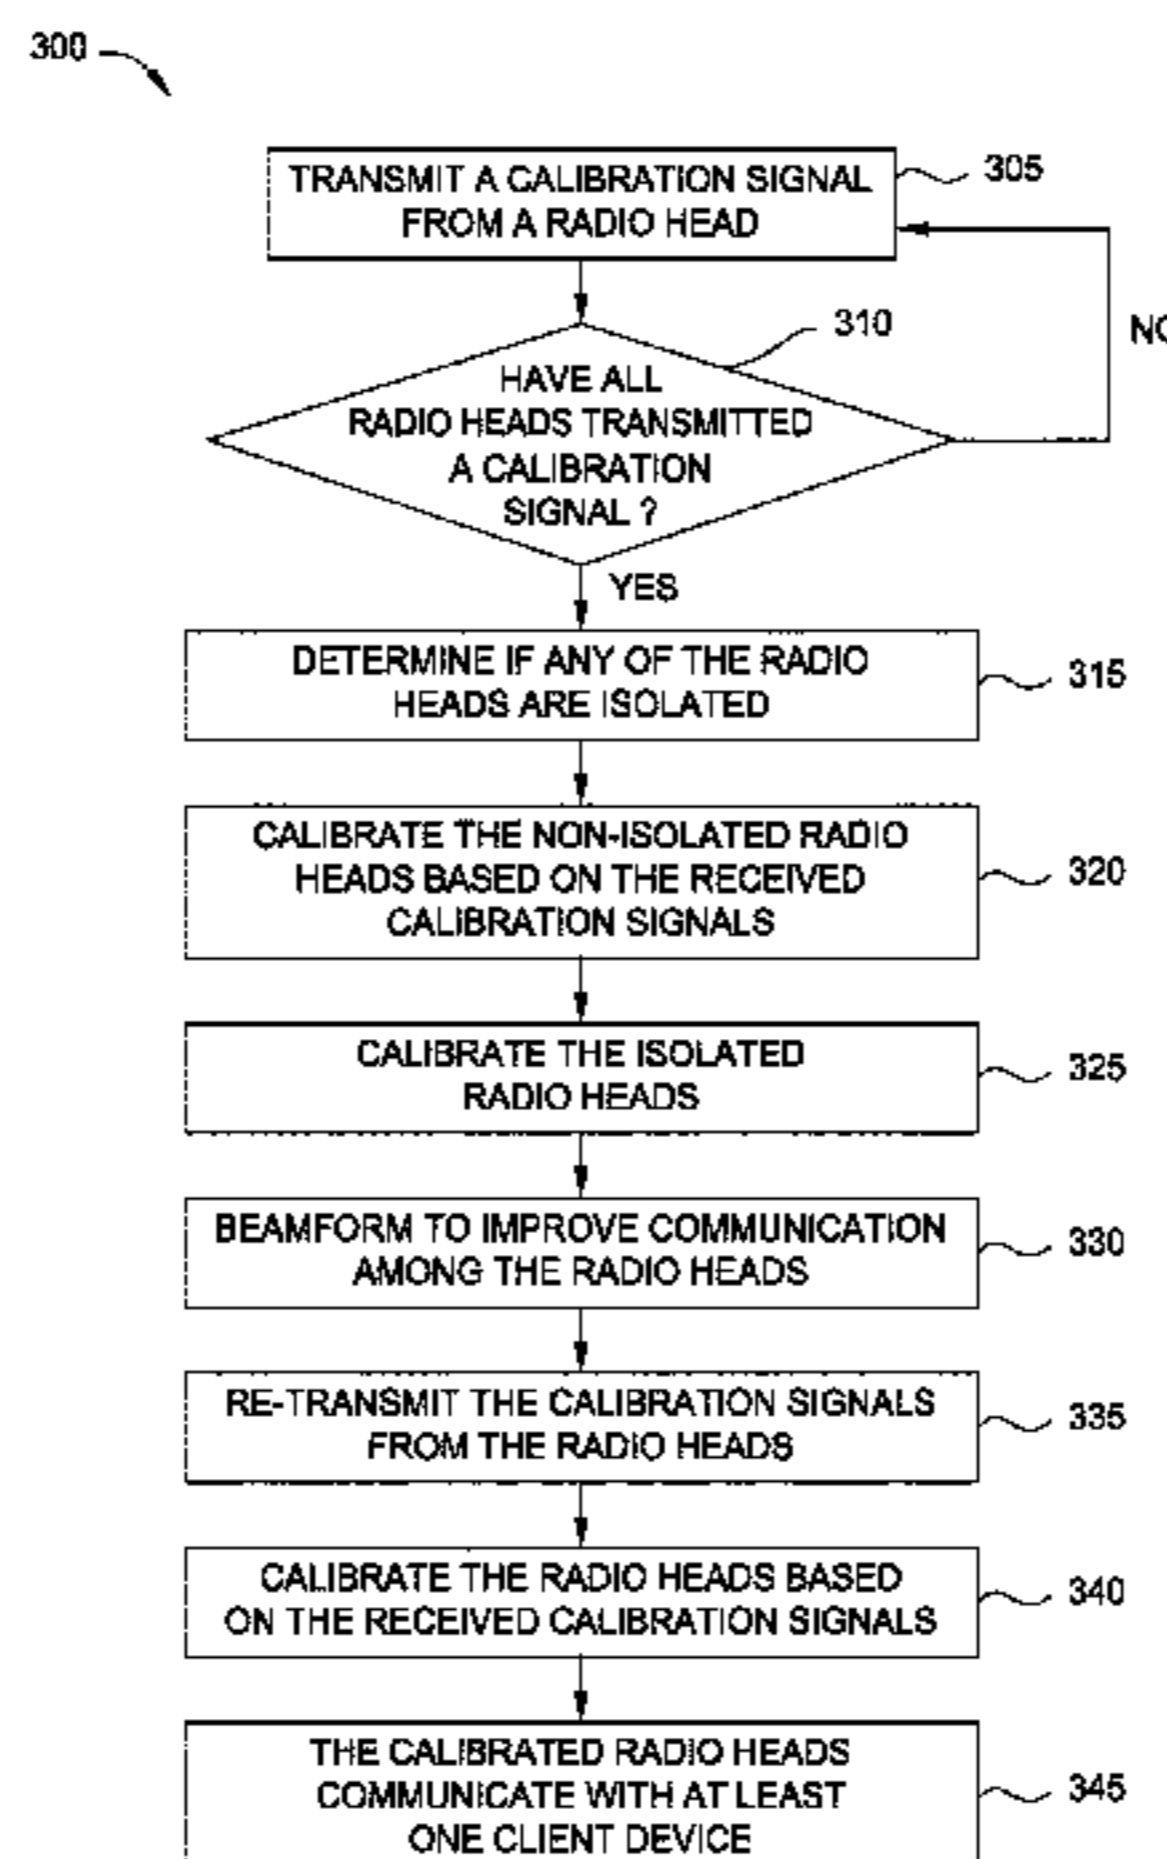 300
TRANSMIT A CALIBRATION SIGNAL
FROM A RADIO HEAD
305
310
NO
HAVE ALL
RADIO HEADS TRANSMITTED
A CALIBRATION
SIGNAL ?
YES
DETERMINE IF ANY OF THE RADIO
HEADS ARE ISOLATED
315
CALIBRATE THE NON-ISOLATED RADIO
HEADS BASED ON THE RECEIVED
CALIBRATION SIGNALS
320
CALIBRATE THE ISOLATED
RADIO HEADS
325
BEAMFORM TO IMPROVE COMMUNICATION
AMONG THE RADIO HEADS
330
RE-TRANSMIT THE CALIBRATION SIGNALS
FROM THE RADIO HEADS
335
CALIBRATE THE RADIO HEADS BASED
ON THE RECEIVED CALIBRATION SIGNALS
340
THE CALIBRATED RADIO HEADS
COMMUNICATE WITH AT LEAST
ONE CLIENT DEVICE
345